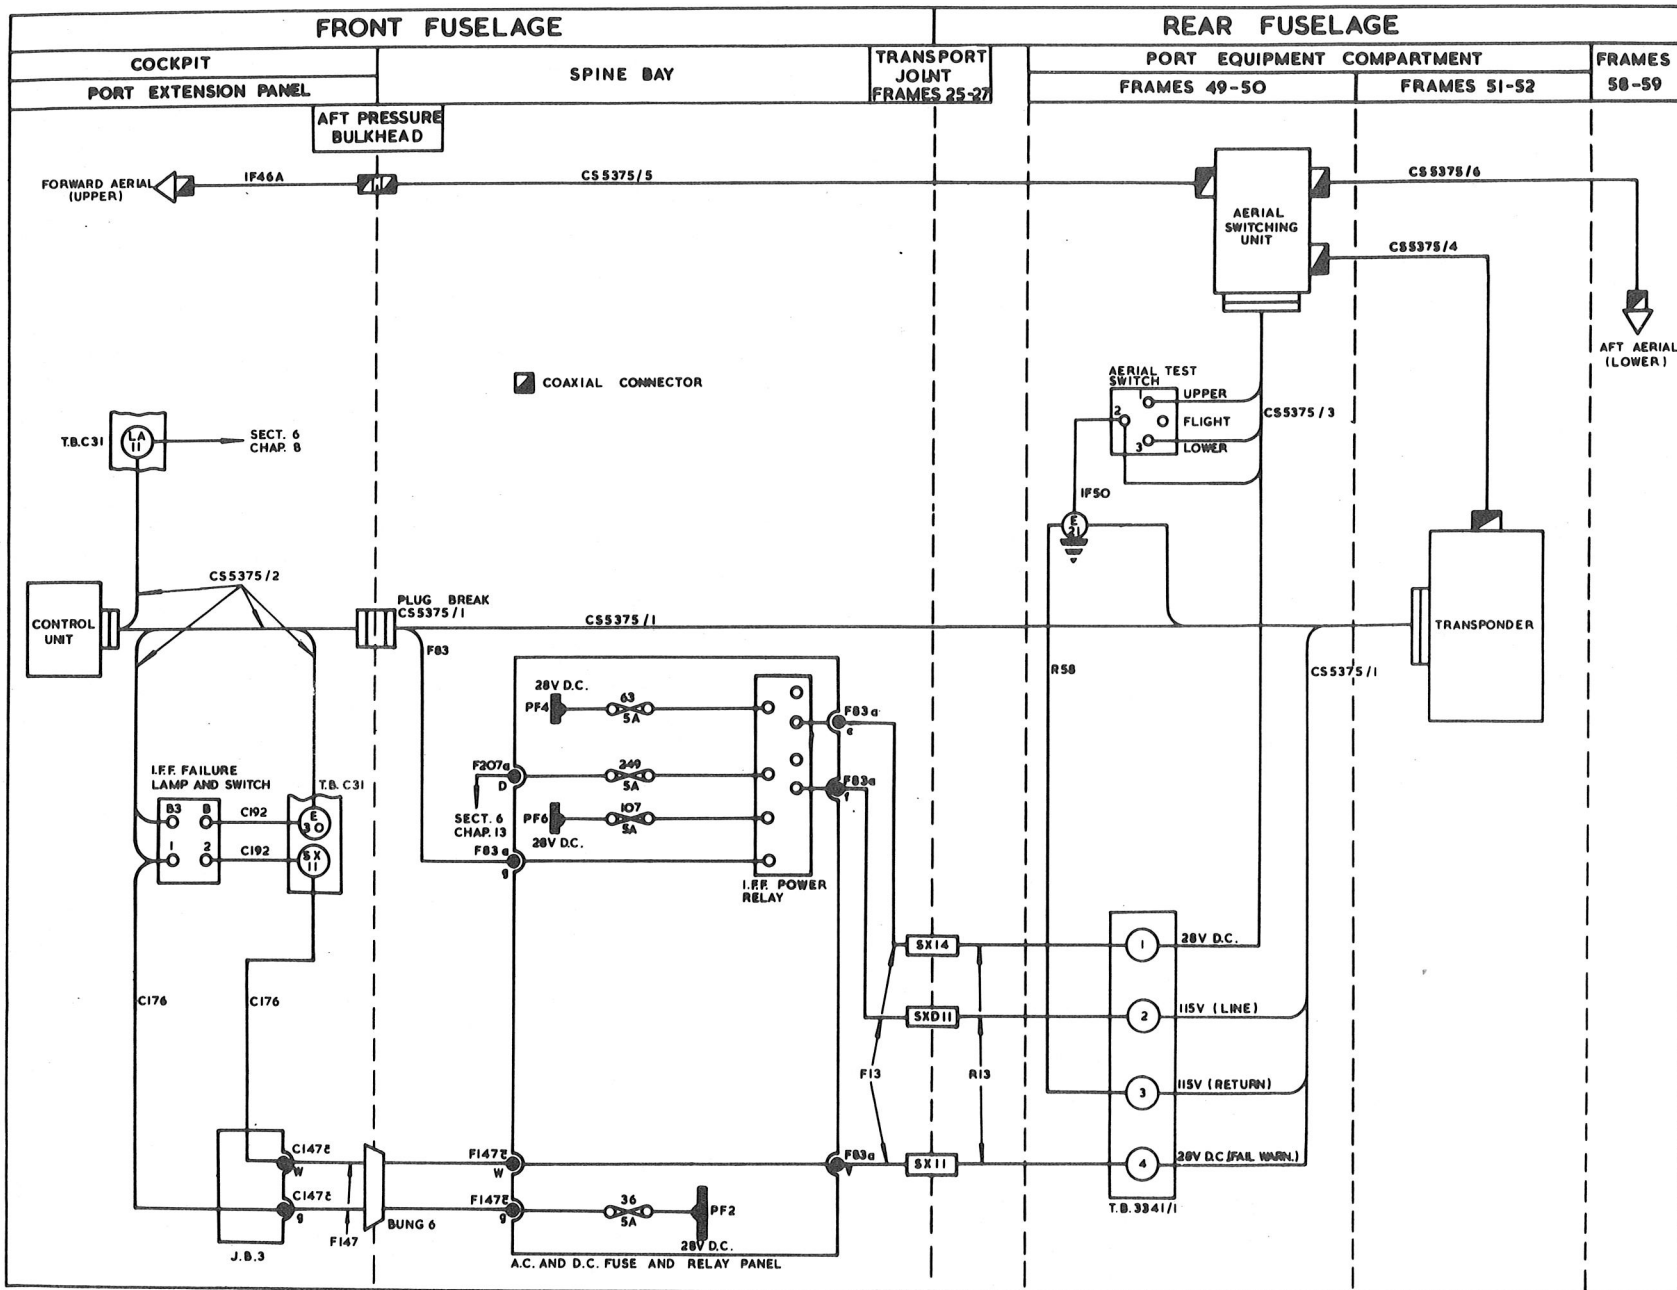 FRONT FUSELAGE
REAR FUSELAGE
COCKPIT
SPINE BAY
TRANSPORT
JOINT
FRAMES 25-27
PORT EQUIPMENT COMPARTMENT
FRAMES
58-59
PORT EXTENSION PANEL
FRAMES 49-50
FRAMES 51-52
AFT PRESSURE
BULKHEAD
FORWARD AERIAL
(UPPER)
IF46A
CS5375/5
CS5375/6
AERIAL
SWITCHING
UNIT
CS5375/4
AFT AERIAL
(LOWER)
COAXIAL CONNECTOR
AERIAL TEST
SWITCH
1
UPPER
2
FLIGHT
3
LOWER
CS5375/3
T.B.C31
LA
11
SECT. 6
CHAP. 8
IF50
E
21
CS5375/2
CONTROL
UNIT
PLUG BREAK
CS5375/1
CS5375/1
F83
TRANSPONDER
R58
CS5375/1
28V D.C.
PF4
63
5A
F83a
e
I.F.F. FAILURE
LAMP AND SWITCH
T.B. C31
F207a
D
249
5A
F83a
f
B3
B
C192
E
30
SECT. 6
CHAP. 13
PF6
107
5A
28V D.C.
1
2
C192
SX
11
F83a
g
I.F.F. POWER
RELAY
SX14
1
28V D.C.
C176
C176
SXD11
2
115V (LINE)
F13
R13
3
115V (RETURN)
C147c
W
F147c
W
F83a
V
SX11
4
28V D.C (FAIL WARN.)
C147c
g
F147c
g
36
5A
PF2
28V D.C.
T.B. 3341/1
F147
BUNG 6
J.B.3
A.C. AND D.C. FUSE AND RELAY PANEL